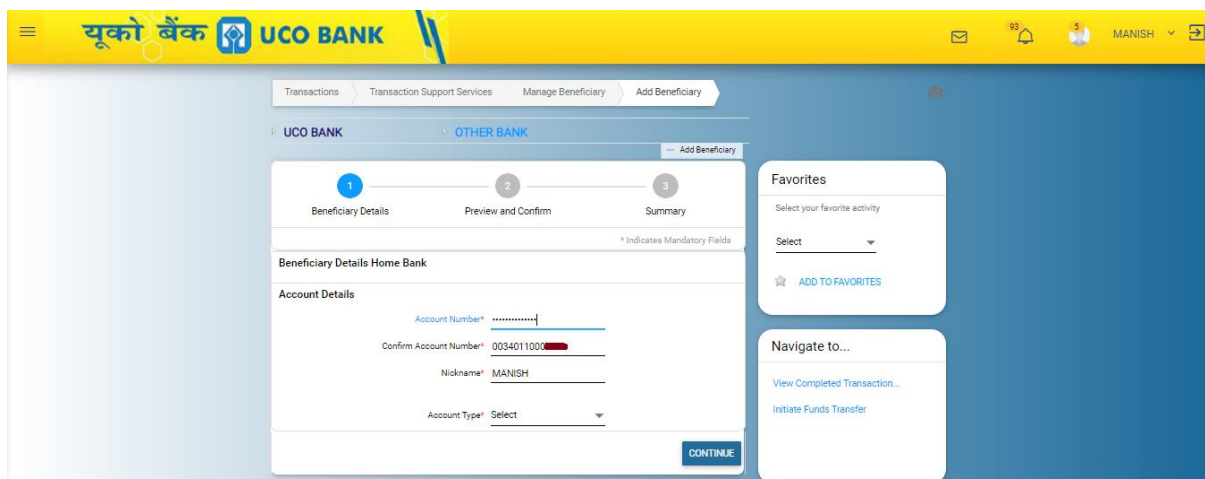 यूको बैंक UCO BANK
93
5
MANISH
Transactions
Transaction Support Services
Manage Beneficiary
Add Beneficiary
UCO BANK
OTHER BANK
Add Beneficiary
1
2
3
Beneficiary Details
Preview and Confirm
Summary
* Indicates Mandatory Fields
Beneficiary Details Home Bank
Account Details
Account Number*
Confirm Account Number* 0034011000
Nickname* MANISH
Account Type* Select
CONTINUE
Favorites
Select your favorite activity
Select
ADD TO FAVORITES
Navigate to...
View Completed Transaction...
Initiate Funds Transfer